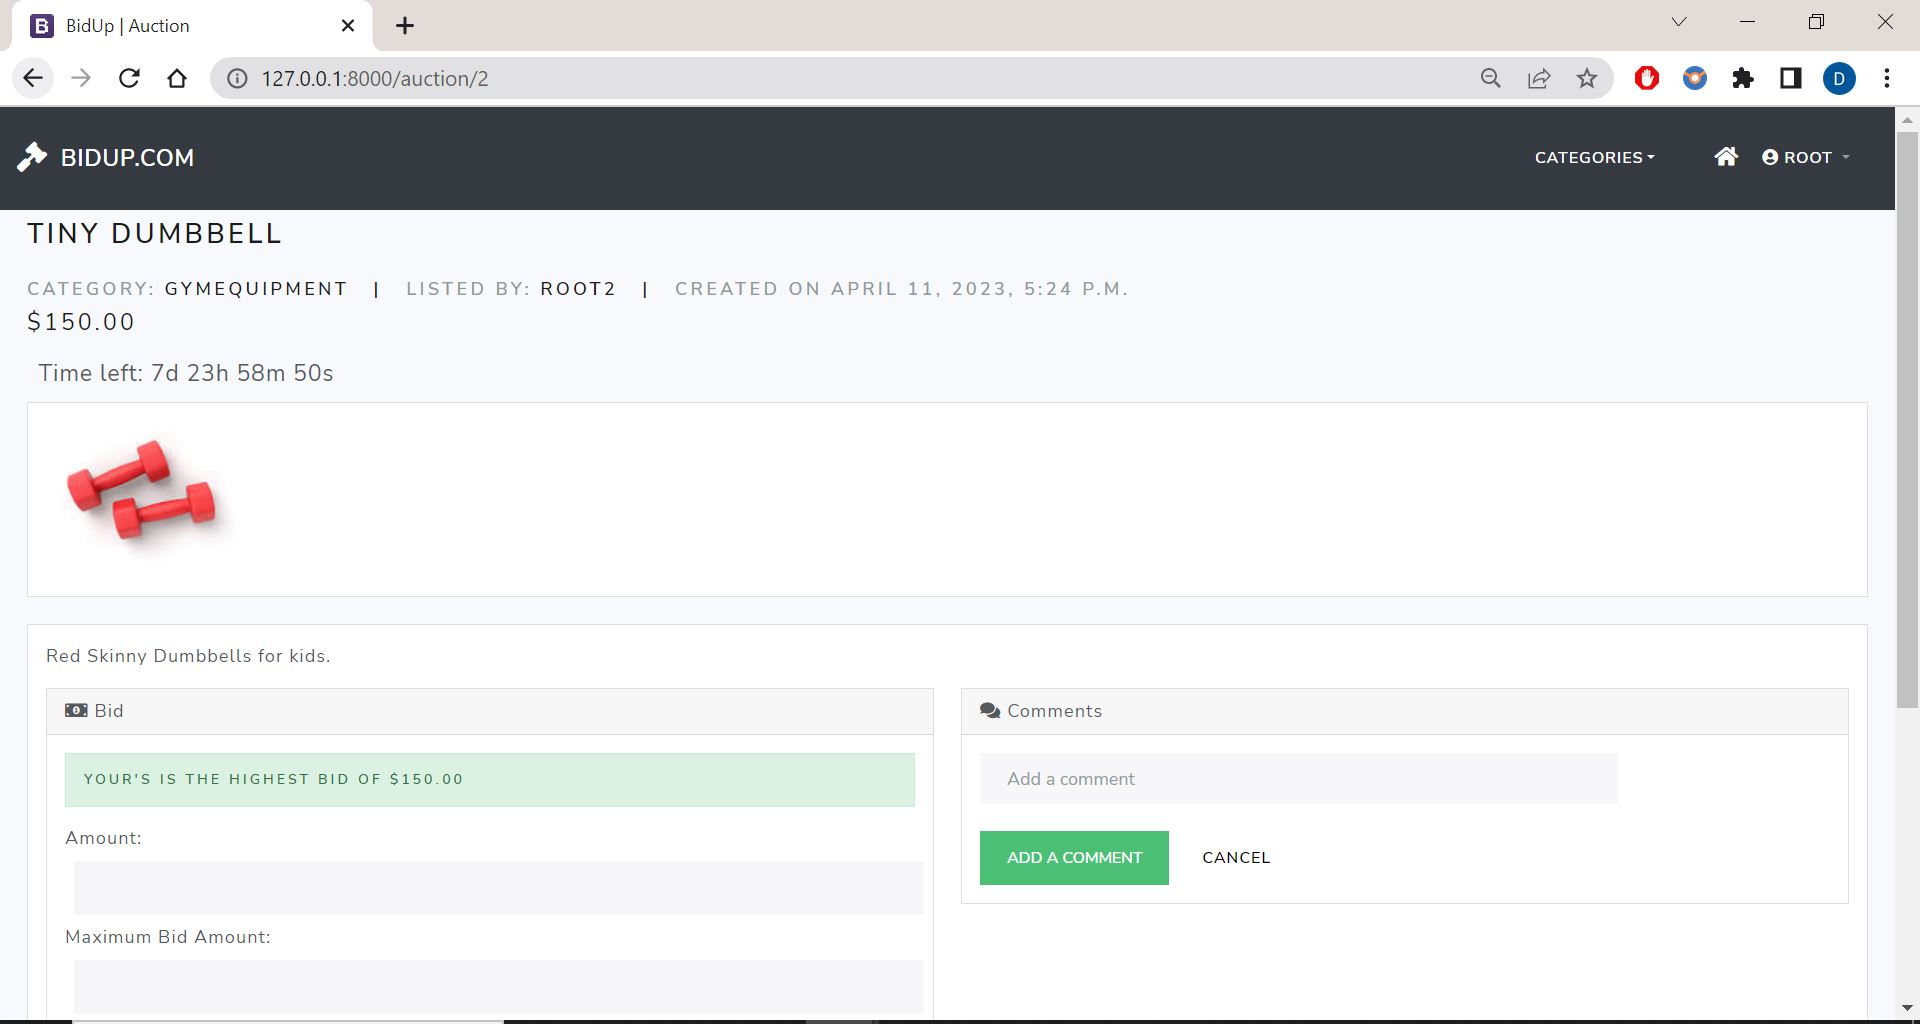 BidUp | Auction
127.0.0.1:8000/auction/2
D
BIDUP.COM
CATEGORIES
ROOT
TINY DUMBBELL
CATEGORY: GYMEQUIPMENT | LISTED BY: ROOT2 | CREATED ON APRIL 11, 2023, 5:24 P.M.
$150.00
Time left: 7d 23h 58m 50s
Red Skinny Dumbbells for kids.
Bid
YOUR'S IS THE HIGHEST BID OF $150.00
Amount:
Maximum Bid Amount:
Comments
Add a comment
ADD A COMMENT
CANCEL